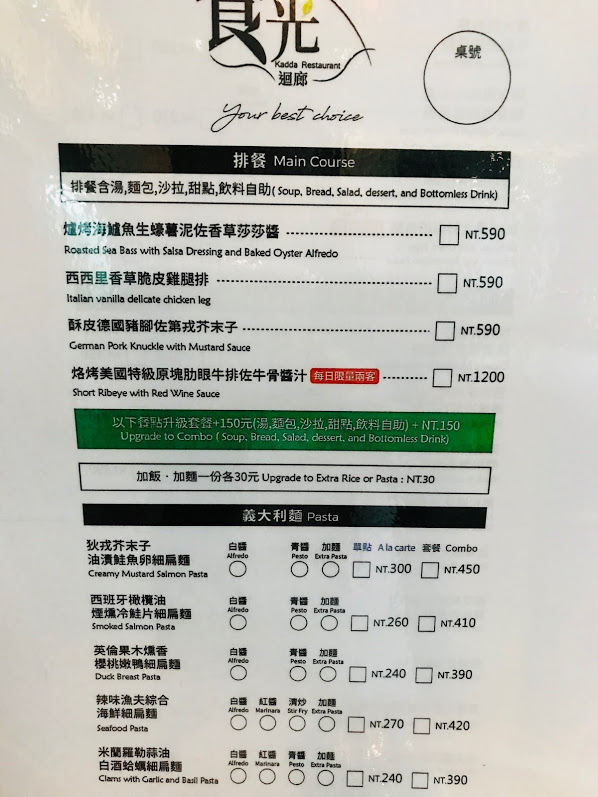 食光
Kadda Restaurant
迴廊
Your best choice
桌號
排餐 Main Course
排餐含湯,麵包,沙拉,甜點,飲料自助( Soup, Bread, Salad, dessert, and Bottomless Drink)
爐烤海鱸魚生蠔薯泥佐香草莎莎醬 NT.590
Roasted Sea Bass with Salsa Dressing and Baked Oyster Alfredo
西西里香草脆皮雞腿排 NT.590
Italian vanilla delicate chicken leg
酥皮德國豬腳佐第戎芥末子 NT.590
German Pork Knuckle with Mustard Sauce
烙烤美國特級原塊肋眼牛排佐牛骨醬汁 每日限量兩客 NT.1200
Short Ribeye with Red Wine Sauce
以下餐點升級套餐+150元(湯,麵包,沙拉,甜點,飲料自助) + NT.150
Upgrade to Combo ( Soup, Bread, Salad, dessert, and Bottomless Drink)
加飯．加麵一份各30元 Upgrade to Extra Rice or Pasta : NT.30
義大利麵 Pasta
狄戎芥末子 白醬 青醬 加麵 單點 A la carte 套餐 Combo
油漬鮭魚卵細扁麵 Alfredo Pesto Extra Pasta NT.300 NT.450
Creamy Mustard Salmon Pasta
西班牙橄欖油 白醬 青醬 加麵
煙燻冷鮭片細扁麵 Alfredo Pesto Extra Pasta NT.260 NT.410
Smoked Salmon Pasta
英倫果木燻香 白醬 青醬 加麵
櫻桃嫩鴨細扁麵 Alfredo Pesto Extra Pasta NT.240 NT.390
Duck Breast Pasta
辣味漁夫綜合 白醬 紅醬 清炒 加麵
海鮮細扁麵 Alfredo Marinara Stir Fry Extra Pasta NT.270 NT.420
Seafood Pasta
米蘭羅勒蒜油 白醬 紅醬 青醬 加麵
白酒蛤蠣細扁麵 Alfredo Marinara Pesto Extra Pasta NT.240 NT.390
Clams with Garlic and Basil Pasta